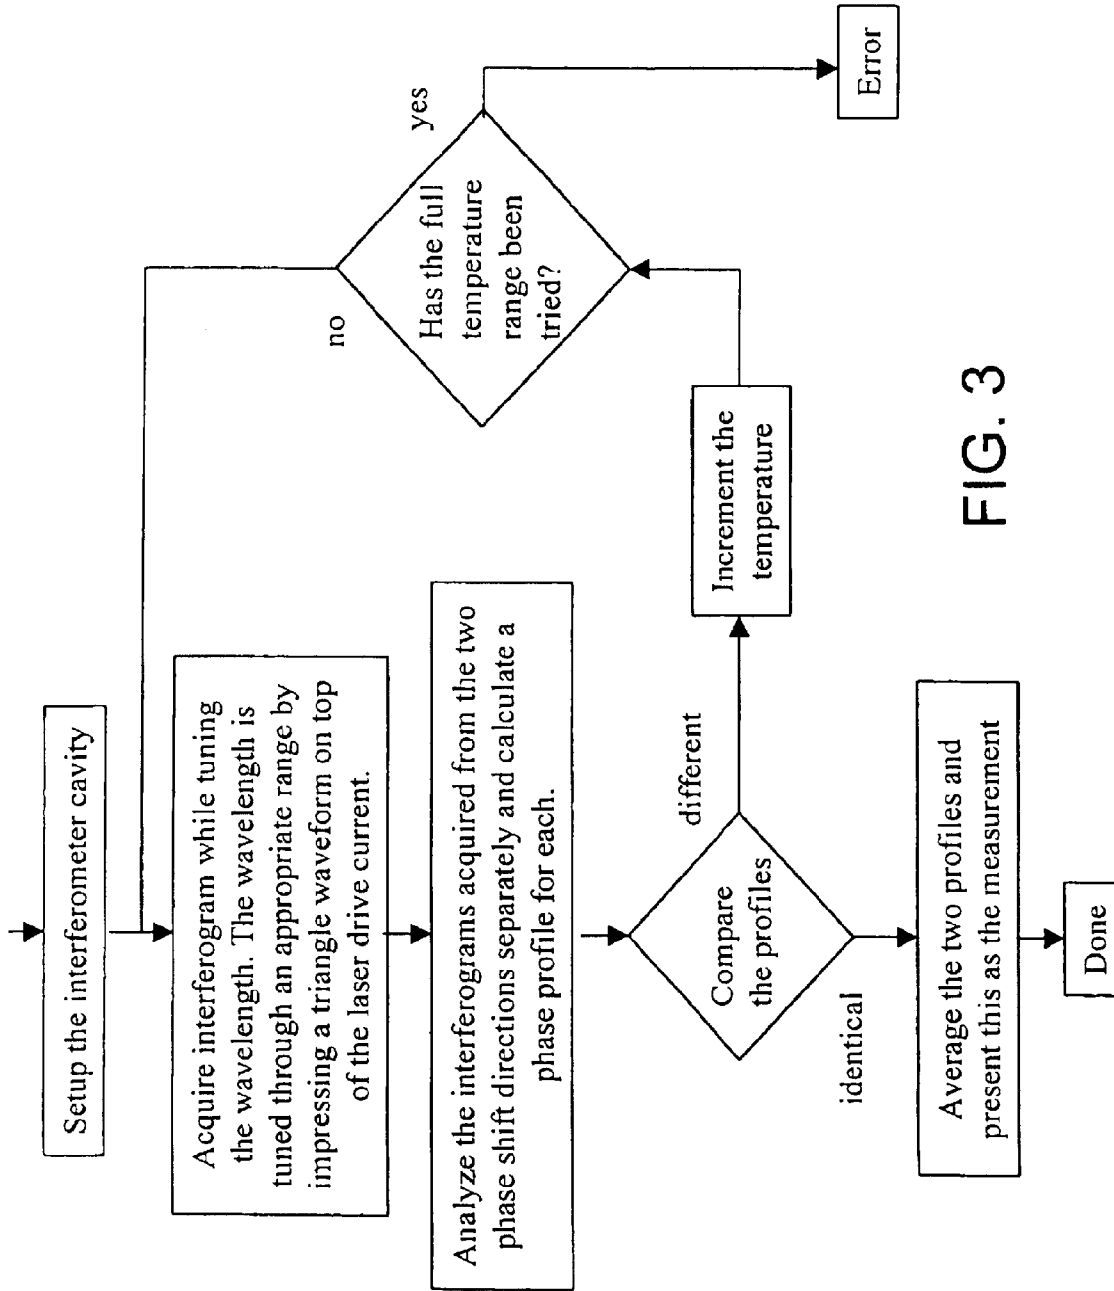 Setup the interferometer cavity
Acquire interferogram while tuning
the wavelength. The wavelength is
tuned through an appropriate range by
impressing a triangle waveform on top
of the laser drive current.
Analyze the interferograms acquired from the two
phase shift directions separately and calculate a
phase profile for each.
Compare
the profiles
different
identical
Increment the
temperature
Has the full
temperature
range been
tried?
no
yes
Error
Average the two profiles and
present this as the measurement
Done
FIG. 3